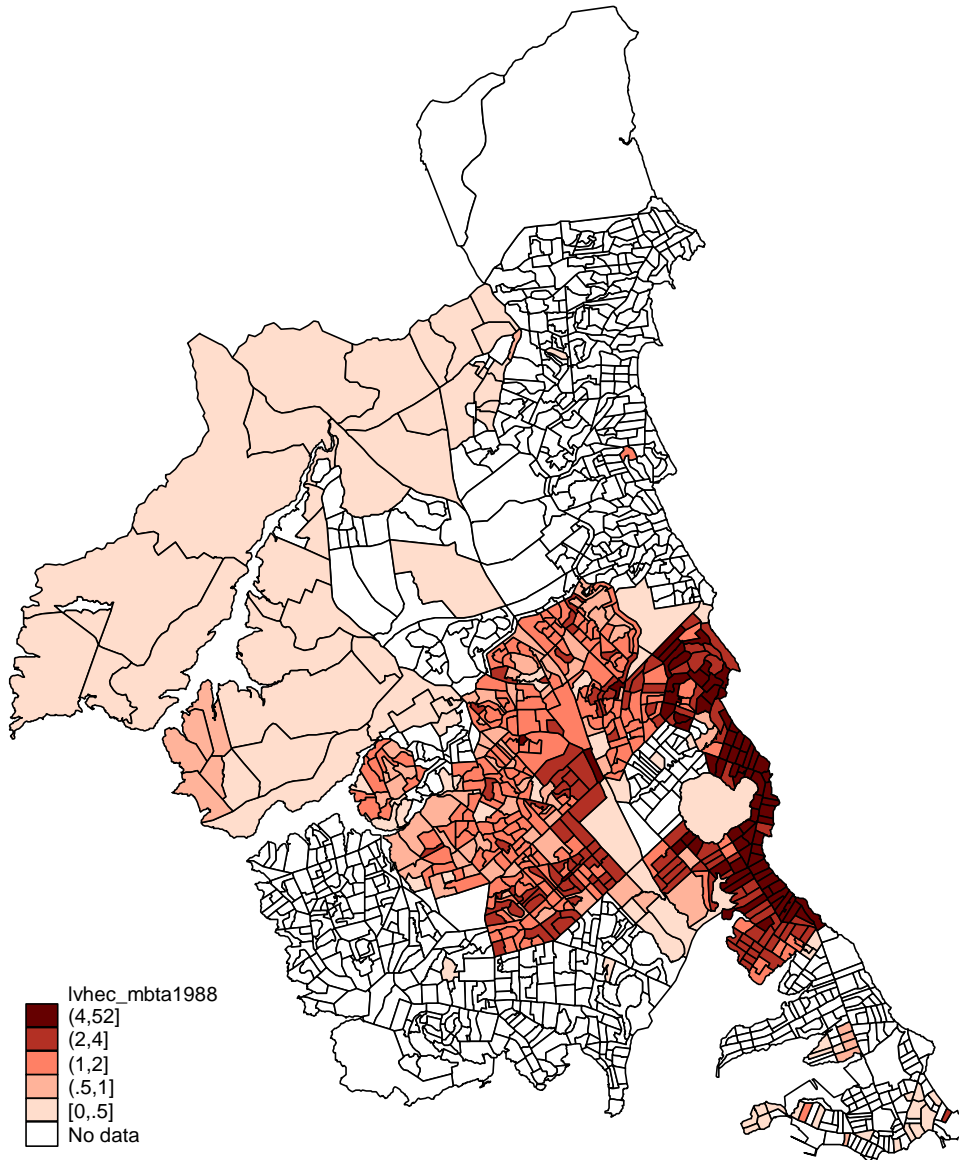 lvhec_mbta1988
(4,52]
(2,4]
(1,2]
(.5,1]
[0,.5]
No data